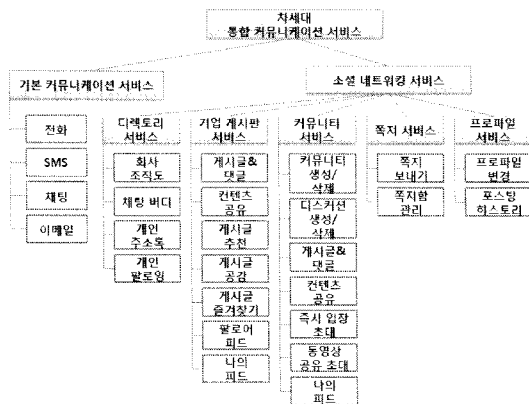 차세대
통합 커뮤니케이션 서비스
기본 커뮤니케이션 서비스
소셜 네트워킹 서비스
전화
SMS
채팅
이메일
디렉토리
서비스
회사
조직도
채팅 버디
개인
주소록
개인
팔로잉
기업 게시판
서비스
게시글&
댓글
컨텐츠
공유
게시글
추천
게시글
공감
게시글
즐겨찾기
팔로어
피드
나의
피드
커뮤니티
서비스
커뮤니티
생성/
삭제
디스커션
생성/
삭제
게시글&
댓글
컨텐츠
공유
즉시 입장
초대
동영상
공유 초대
나의
피드
쪽지 서비스
쪽지
보내기
쪽지함
관리
프로파일
서비스
프로파일
변경
포스팅
히스토리